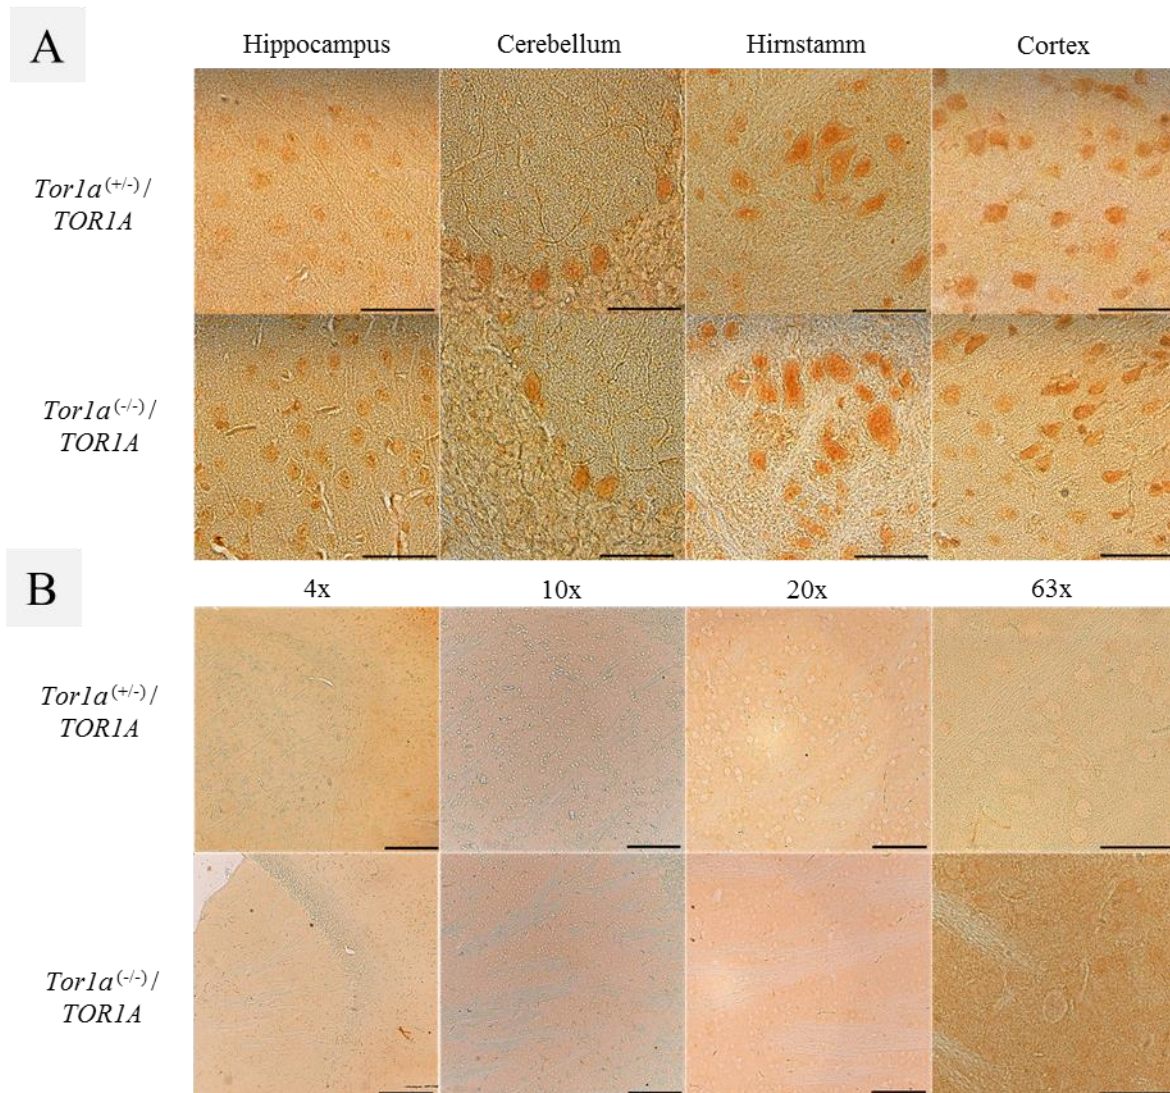 A
Hippocampus Cerebellum Hirnstamm Cortex
Tor1a(+/-) /
TOR1A
Tor1a(-/-) /
TOR1A
B
4x 10x 20x 63x
Tor1a(+/-) /
TOR1A
Tor1a(-/-) /
TOR1A